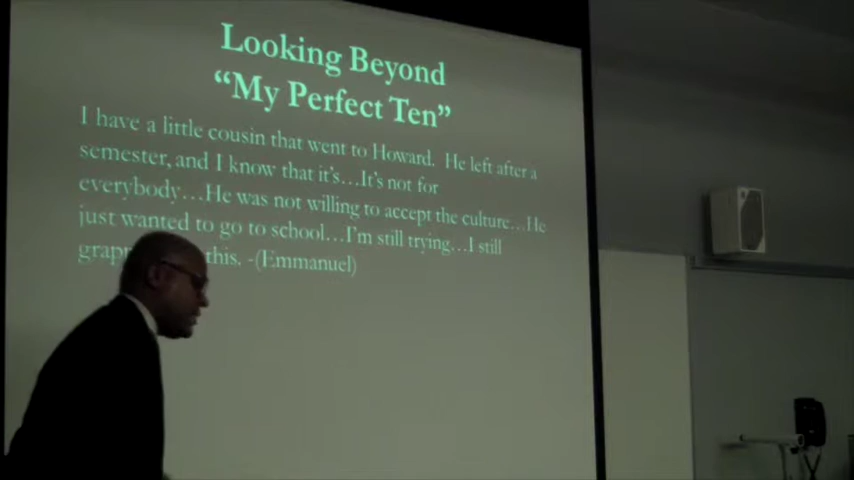 Looking Beyond
“My Perfect Ten”
I have a little cousin that went to Howard. He left after a
semester, and I know that it's…It's not for
everybody…He was not willing to accept the culture…He
just wanted to go to school…I'm still trying…I still
this. -(Emmanuel)